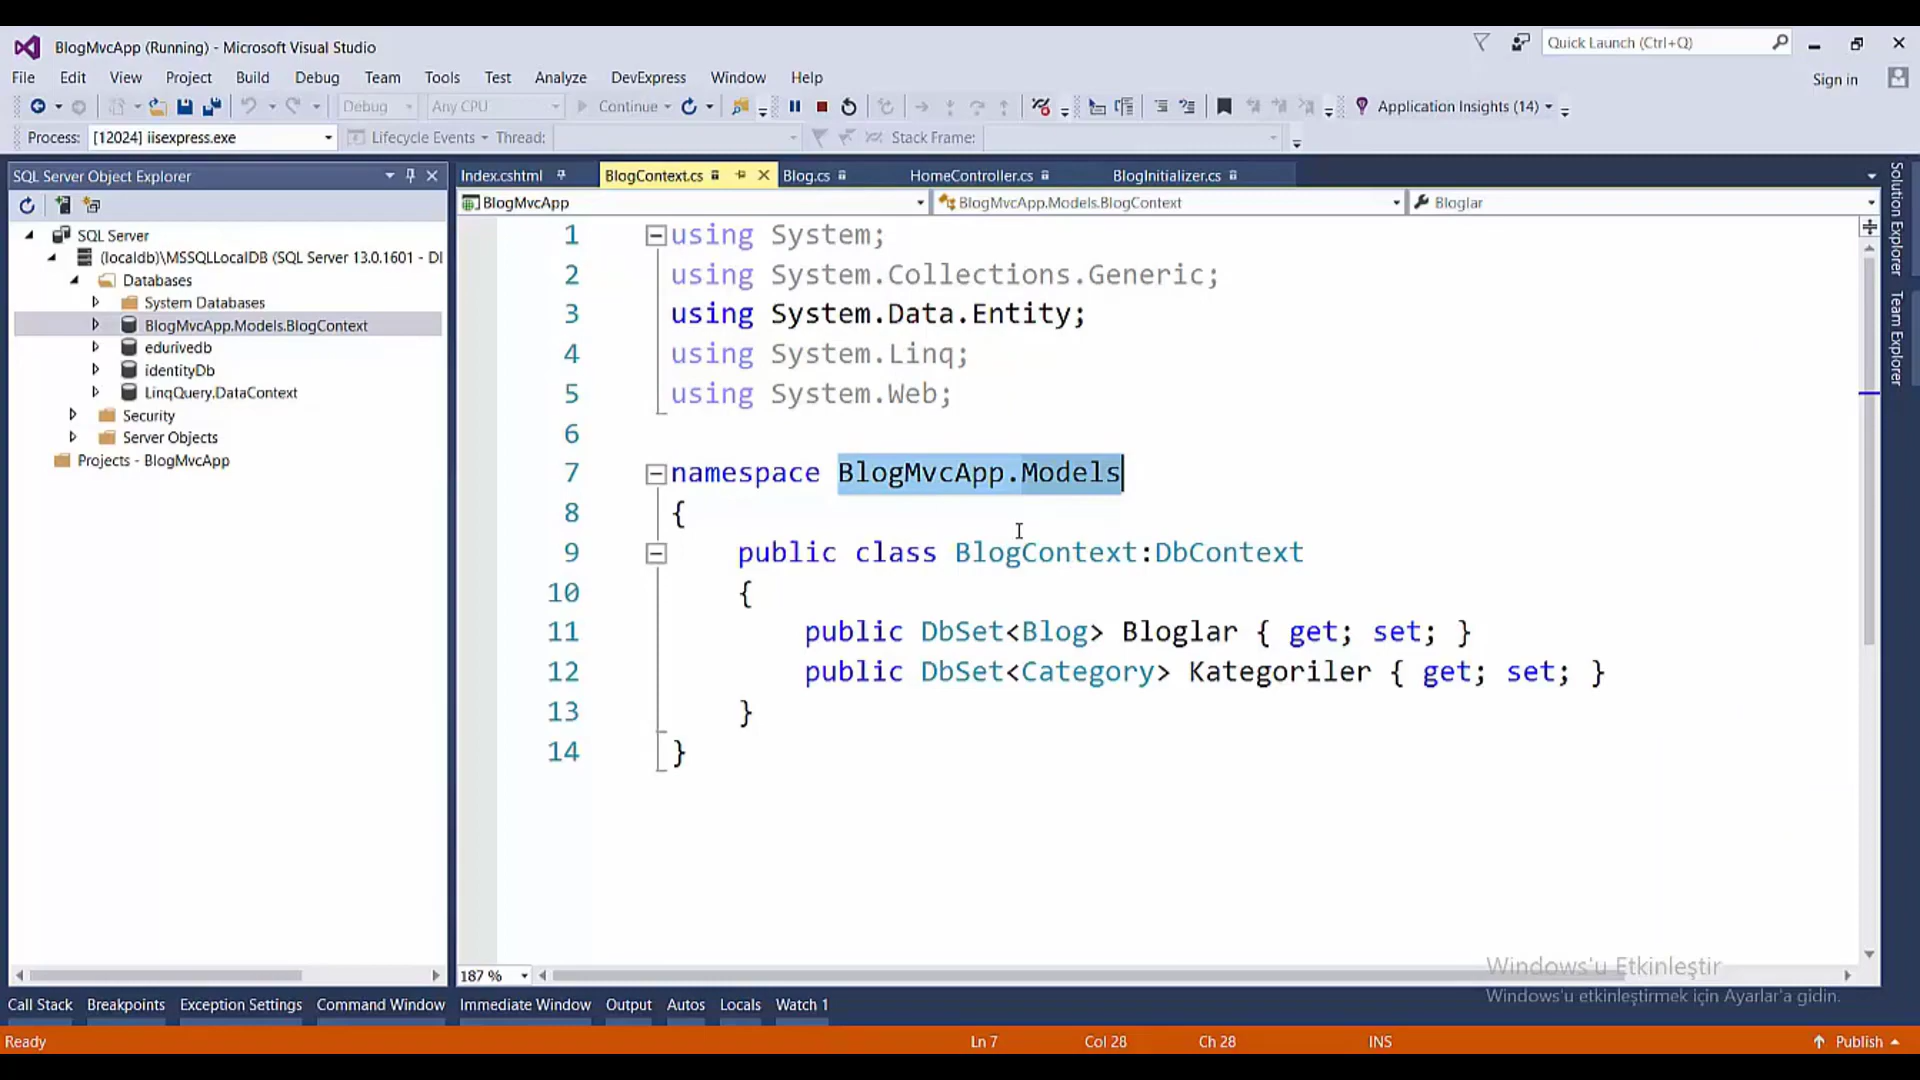 BlogMvcApp (Running) - Microsoft Visual Studio
Quick Launch (Ctrl+Q)
File Edit View Project Build Debug Team Tools Test Analyze DevExpress Window Help
Sign in
Debug Any CPU Continue Application Insights (14)
Process: [12024] iisexpress.exe Lifecycle Events Thread: Stack Frame:
SQL Server Object Explorer
Index.cshtml BlogContext.cs Blog.cs HomeController.cs BlogInitializer.cs
BlogMvcApp BlogMvcApp.Models.BlogContext Bloglar
SQL Server
(localdb)\MSSQLLocalDB (SQL Server 13.0.1601 - DI
Databases
System Databases
BlogMvcApp.Models.BlogContext
edurivedb
identityDb
LinqQuery.DataContext
Security
Server Objects
Projects - BlogMvcApp
1 using System;
2 using System.Collections.Generic;
3 using System.Data.Entity;
4 using System.Linq;
5 using System.Web;
6
7 namespace BlogMvcApp.Models
8 {
9 public class BlogContext:DbContext
10 {
11 public DbSet<Blog> Bloglar { get; set; }
12 public DbSet<Category> Kategoriler { get; set; }
13 }
14 }
Solution Explorer
Team Explorer
187 %
Windows'u Etkinleştir
Windows'u etkinleştirmek için Ayarlar'a gidin.
Call Stack Breakpoints Exception Settings Command Window Immediate Window Output Autos Locals Watch 1
Ready Ln 7 Col 28 Ch 28 INS Publish